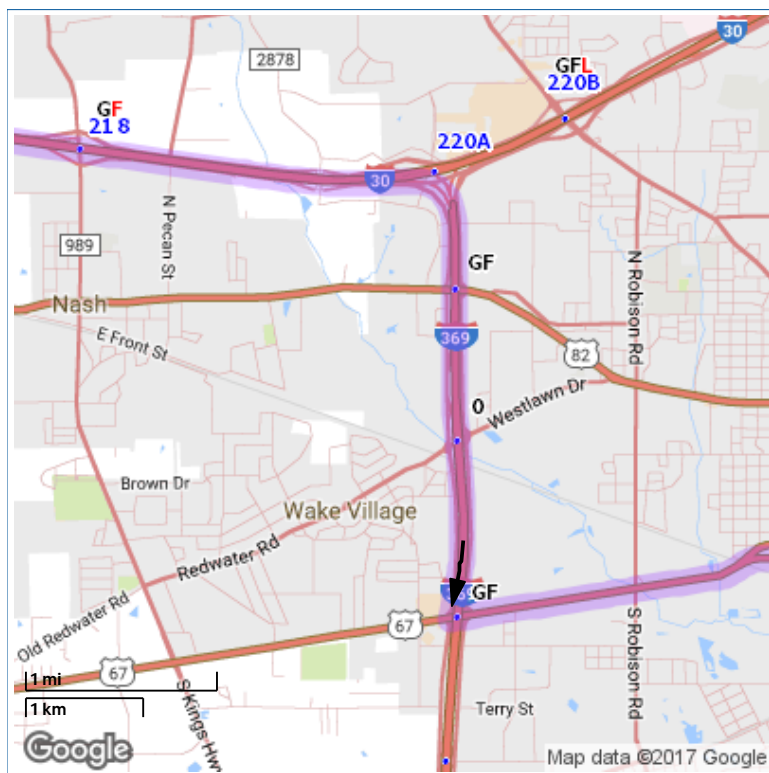 30
2878
GFL
220B
GF
21 8
220A
30
N Pecan St
989
GF
N Robison Rd
Nash
369
E Front St
82
0
Westlawn Dr
Brown Dr
Wake Village
Redwater Rd
GF
Old Redwater Rd
67
67
S Robison Rd
1 mi
S Kings Hwy
1 km
Terry St
Google
Map data ©2017 Google